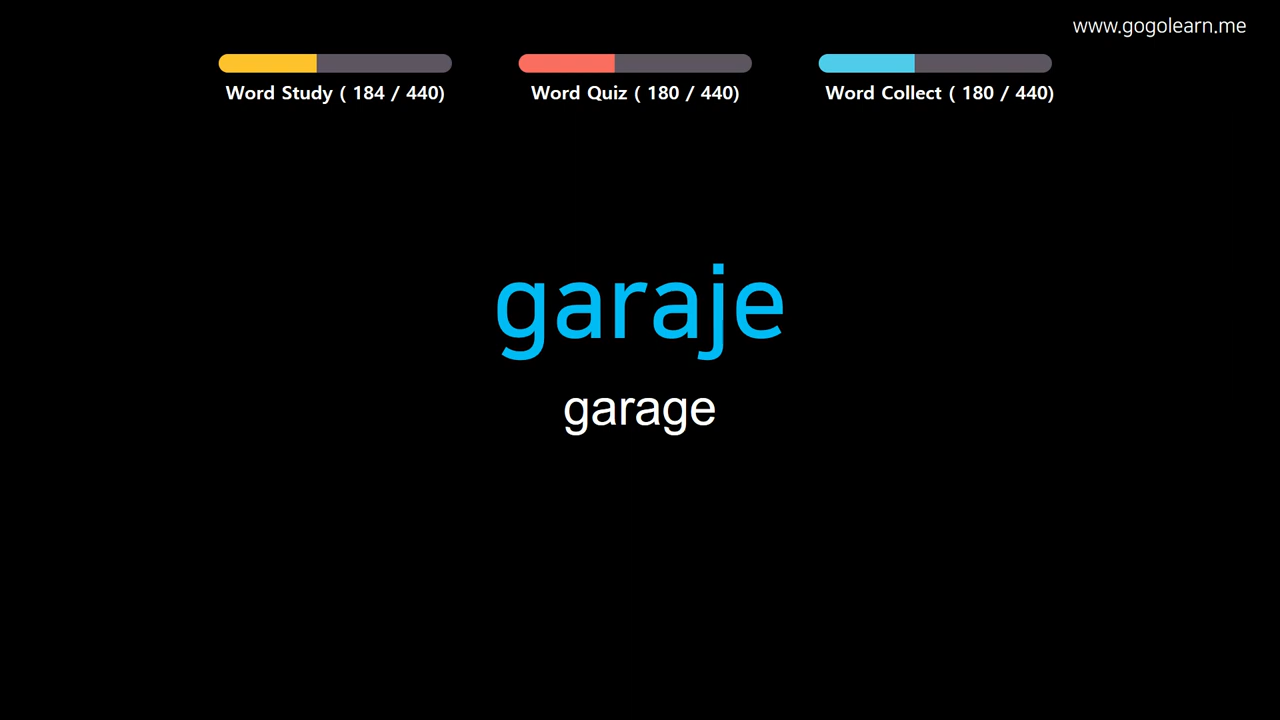 www.gogolearn.me
Word Study ( 184 / 440)
Word Quiz ( 180 / 440)
Word Collect ( 180 / 440)
garaje
garage